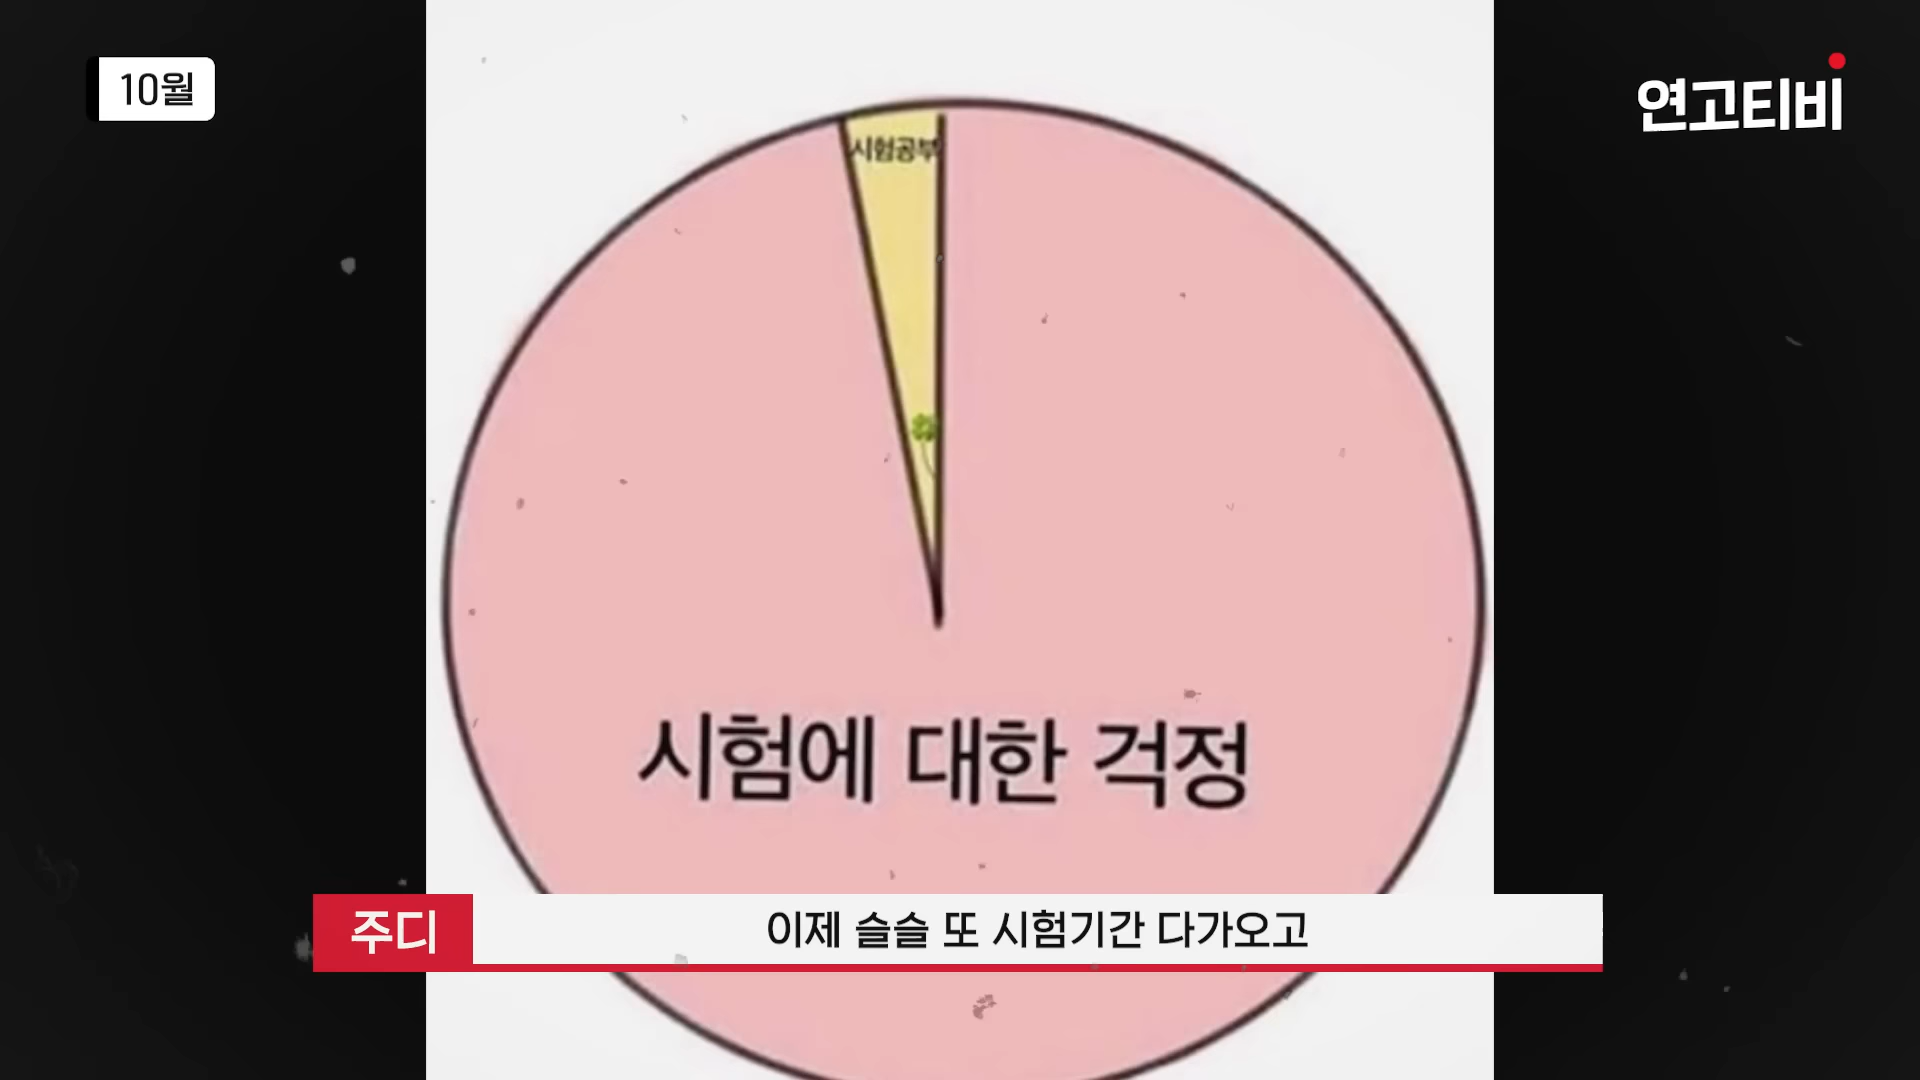 10월
연고티비
시험공부
시험에 대한 걱정
주디
이제 슬슬 또 시험기간 다가오고